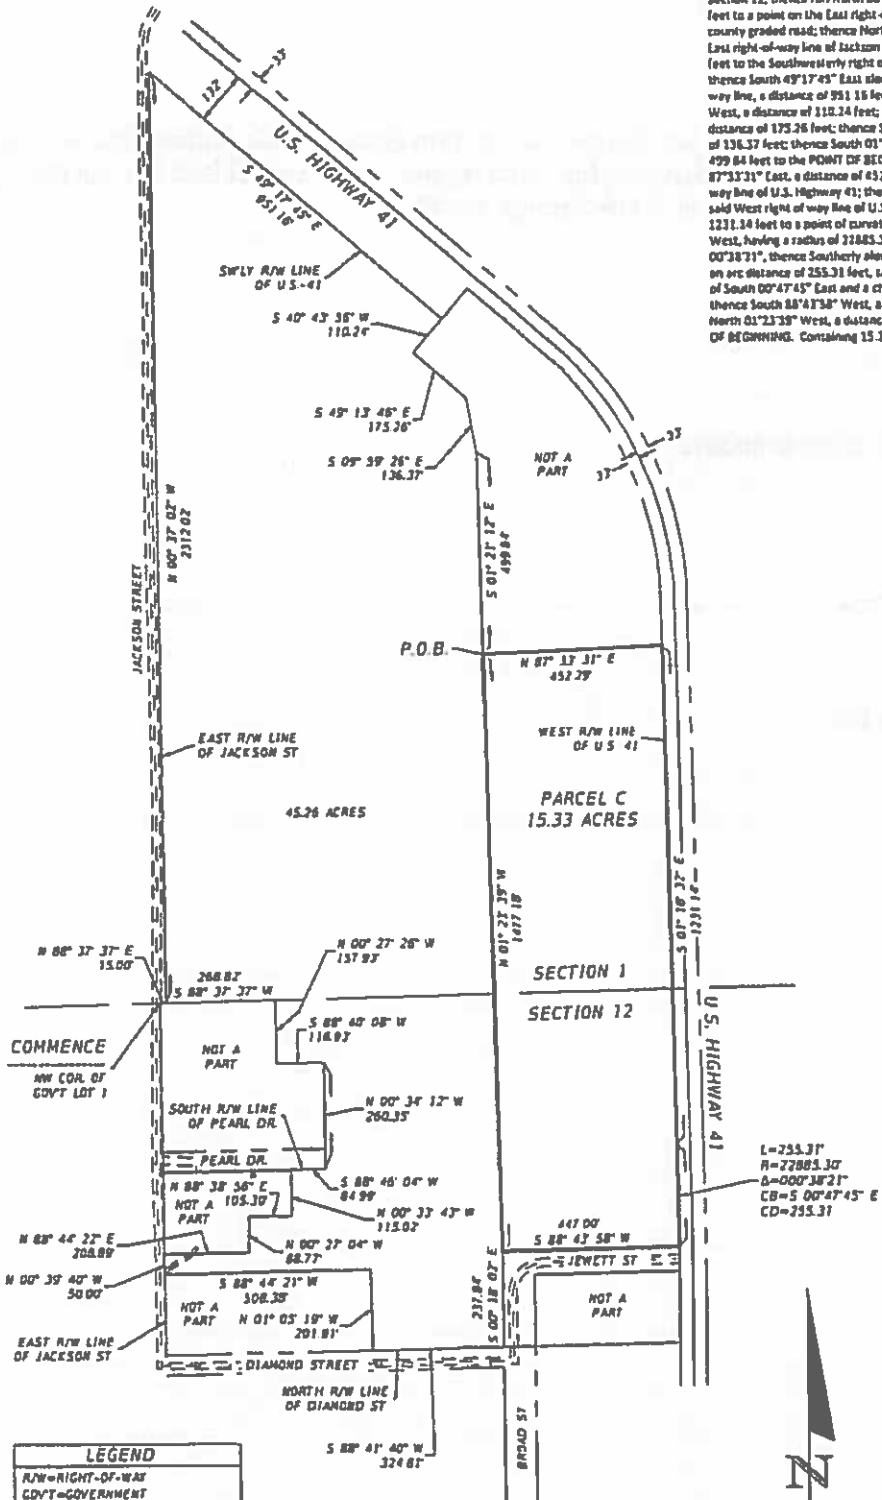 feet to a point on the East right-
county graded road; thence North
East right-of-way line of Jackson
feet to the Southwesterly right o
thence South 49°17'45" East alo
way line, a distance of 951 16 fee
West, a distance of 110.24 feet;
distance of 175.26 feet; thence S
of 136.37 feet; thence South 01°
499 84 feet to the POINT OF BEG
87°33'31" East, a distance of 452
way line of U.S. Highway 41; the
said West right of way line of U.S
1231.14 feet to a point of curvat
West, having a radius of 22885.3
00°38'21", thence Southerly alon
an arc distance of 255.31 feet, s
of South 00°47'45" East and a ch
thence South 88°43'58" West, a
North 01°23'39" West, a distanc
OF BEGINNING. Containing 15.3
33'
132'
U.S. HIGHWAY 41
S 49° 17' 45" E
951.16'
SW'LY R/W LINE
OF U.S.-41
S 40° 43' 36" W
110.24'
S 49° 13' 46" E
175.26'
S 09° 59' 26" E
136.37'
NOT A
PART
33'
33'
N 00° 37' 02" W
2312.02'
JACKSON STREET
S 01° 21' 12" E
499.84'
P.O.B.
N 87° 33' 31" E
452.29'
EAST R/W LINE
OF JACKSON ST
WEST R/W LINE
OF U.S. 41
45.26 ACRES
PARCEL C
15.33 ACRES
N 01° 23' 39" W
1477.18'
S 01° 18' 32" E
1231.14'
N 88° 37' 37" E
15.00'
N 00° 27' 26" W
157.93'
268.82'
S 88° 37' 37" W
SECTION 1
SECTION 12
COMMENCE
NW COR. OF
GOV'T LOT 1
NOT A
PART
S 88° 40' 08" W
116.93'
U.S. HIGHWAY 41
SOUTH R/W LINE
OF PEARL DR.
N 00° 34' 12" W
260.35'
PEARL DR.
S 88° 46' 04" W
84.99'
N 88° 38' 56" E
105.30'
NOT A
PART
N 00° 33' 43" W
115.02'
L=255.31'
R=22885.30'
Δ=000°38'21"
CB=S 00°47'45" E
CD=255.31
N 88° 44' 22" E
208.89'
N 00° 27' 04" W
88.77'
447.00'
S 88° 43' 58" W
JEWETT ST
N 00° 39' 40" W
50.00'
S 88° 44' 21" W
508.38'
237.84'
S 00° 18' 02" E
NOT A
PART
N 01° 05' 19" W
201.91'
NOT A
PART
EAST R/W LINE
OF JACKSON ST
DIAMOND STREET
NORTH R/W LINE
OF DIAMOND ST
S 88° 41' 40" W
324.81'
BROAD ST
N
LEGEND
R/W=RIGHT-OF-WAY
GOV'T=GOVERNMENT